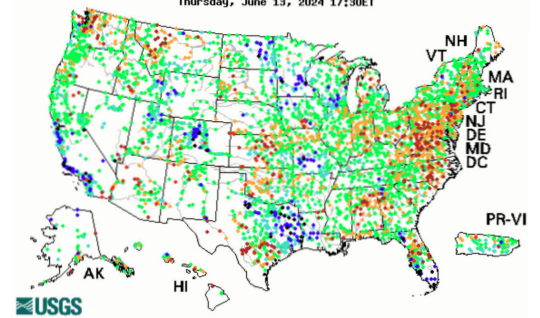 Thursday, June 13, 2024 17:30ET
NH
VT
MA
RI
CT
NJ
DE
MD
DC
PR-VI
AK
HI
USGS